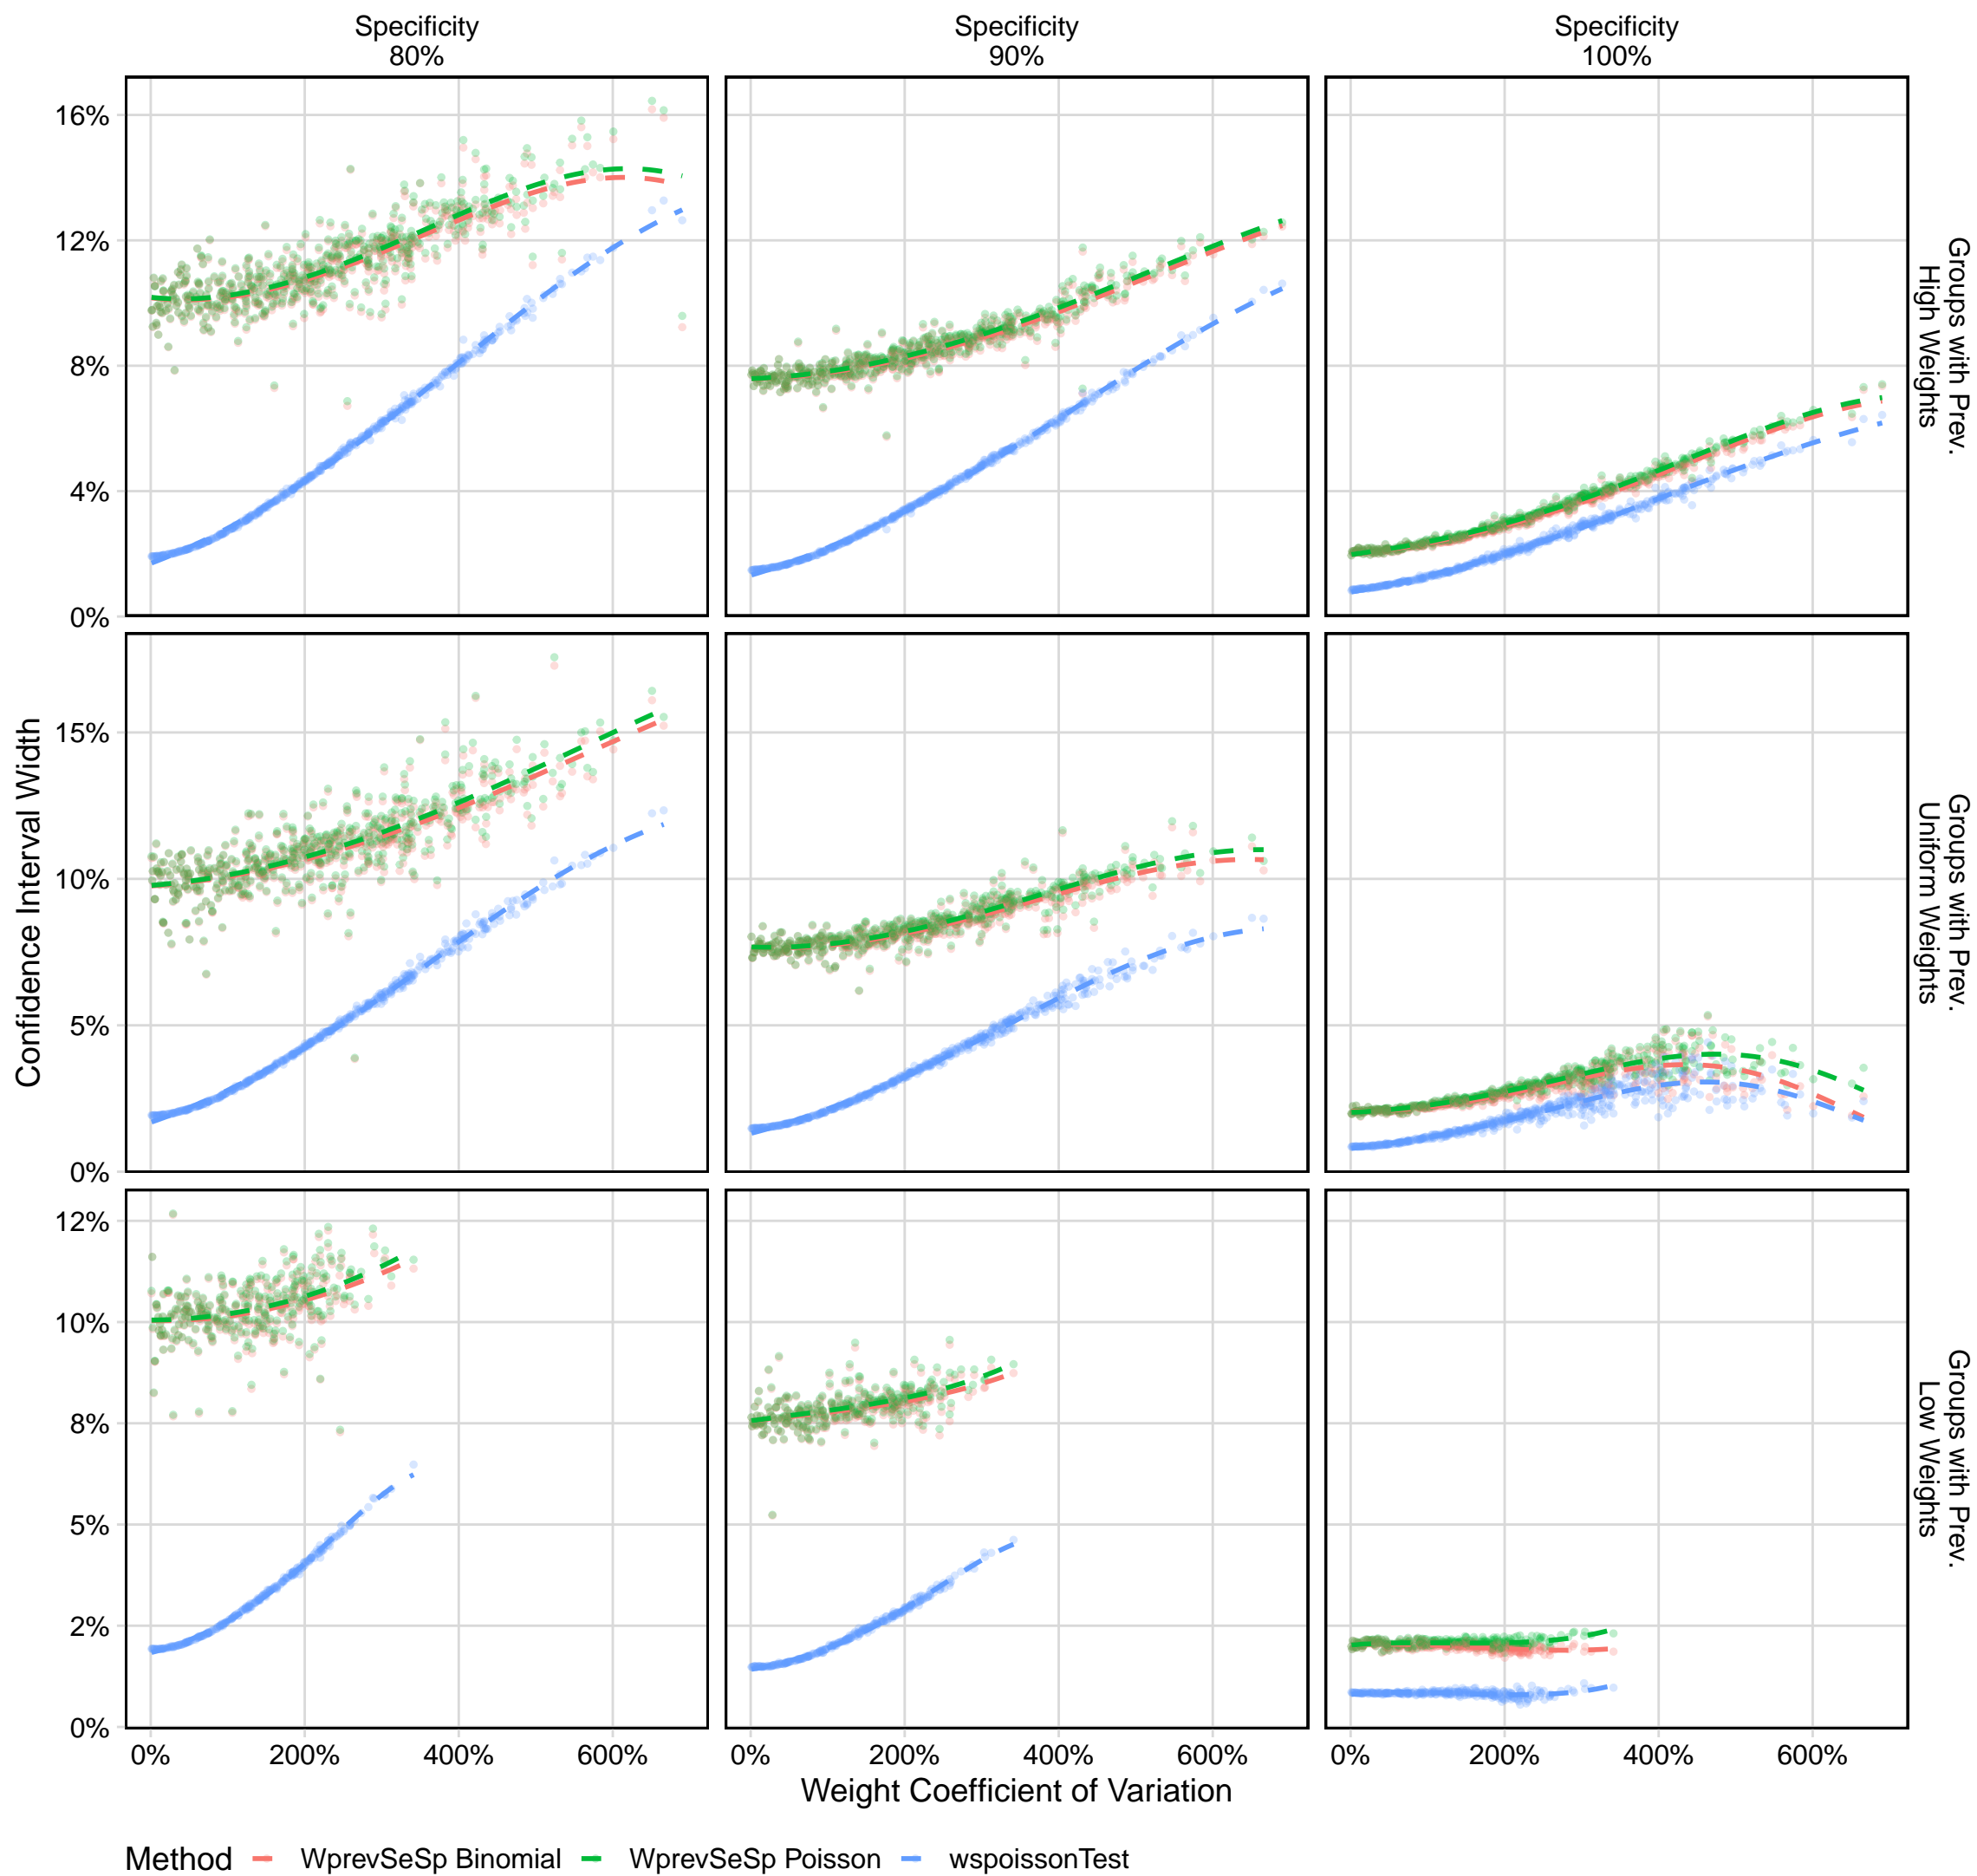 Specificity
80%
Specificity
90%
Specificity
100%
16%
12%
8%
4%
0%
Groups with Prev.
High Weights
Confidence Interval Width
15%
10%
5%
0%
Groups with Prev.
Uniform Weights
12%
10%
8%
5%
2%
0%
Groups with Prev.
Low Weights
0% 200% 400% 600% 0% 200% 400% 600% 0% 200% 400% 600%
Weight Coefficient of Variation
Method WprevSeSp Binomial WprevSeSp Poisson wspoissonTest